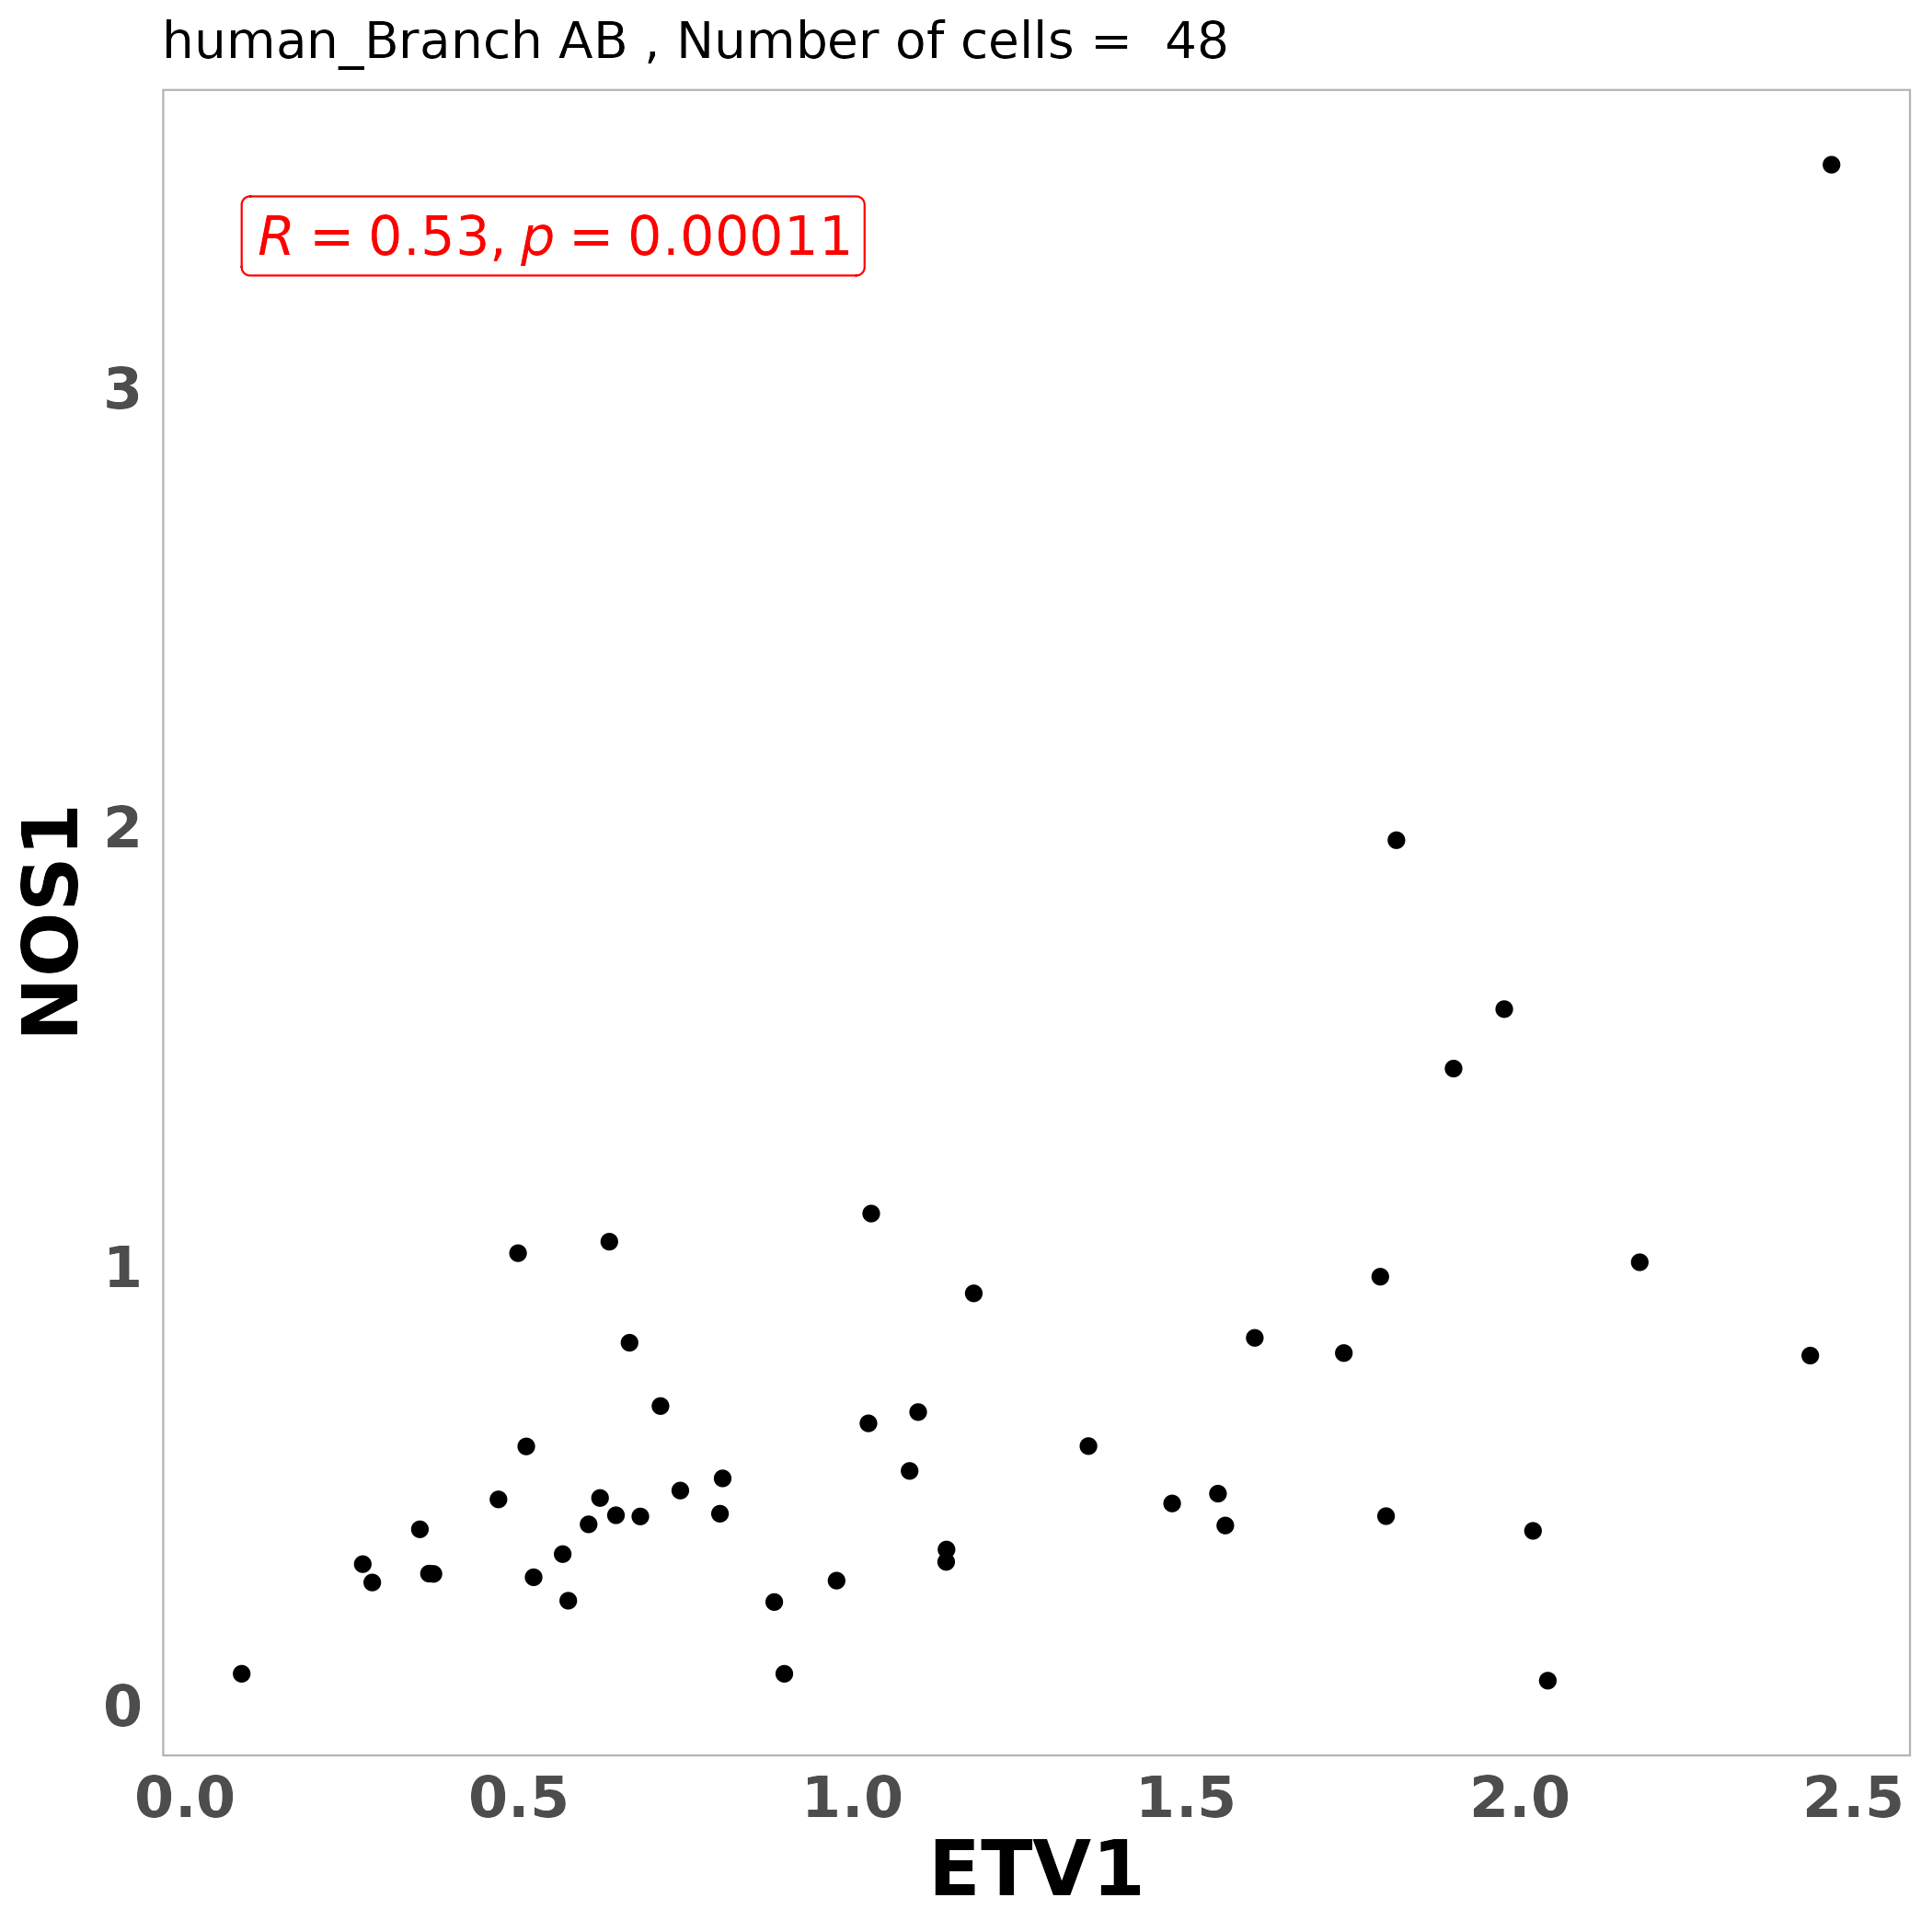 human_Branch AB , Number of cells =  48
R = 0.53, p = 0.00011
3
2
1
0
NOS1
0.0 0.5 1.0 1.5 2.0 2.5
ETV1